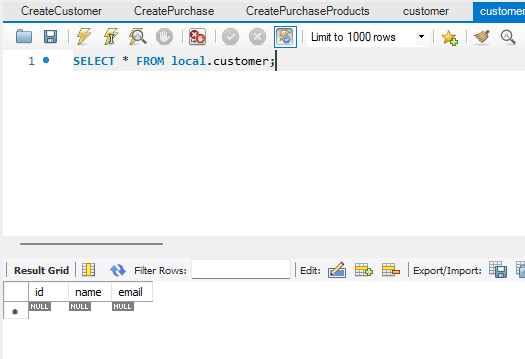 CreateCustomer CreatePurchase CreatePurchaseProducts customer customer
Limit to 1000 rows
1 SELECT * FROM local.customer;
Result Grid Filter Rows: Edit: Export/Import:
id name email
* NULL NULL NULL